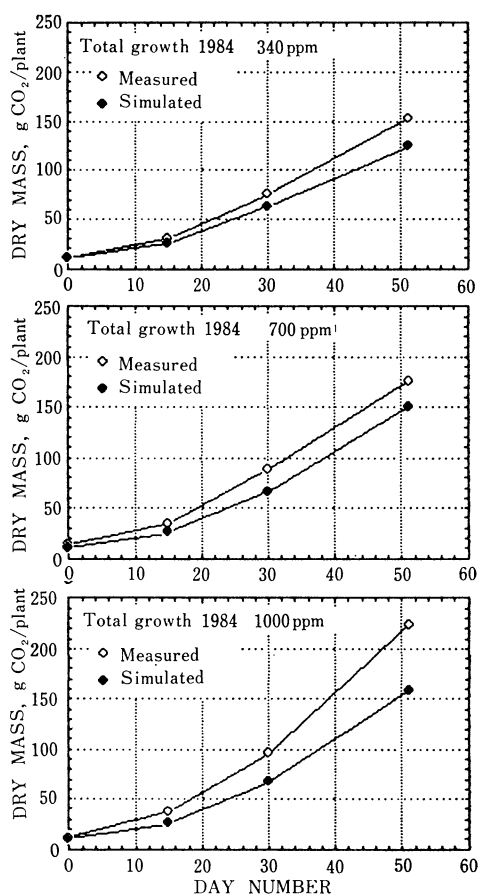 Total growth 1984 340 ppm
Measured
Simulated
DRY MASS, g CO₂/plant
250
200
150
100
50
0
0 10 20 30 40 50 60
Total growth 1984 700 ppm
Measured
Simulated
DRY MASS, g CO₂/plant
250
200
150
100
50
0
0 10 20 30 40 50 60
Total growth 1984 1000ppm
Measured
Simulated
DRY MASS, g CO₂/plant
250
200
150
100
50
0
0 10 20 30 40 50 60
DAY NUMBER